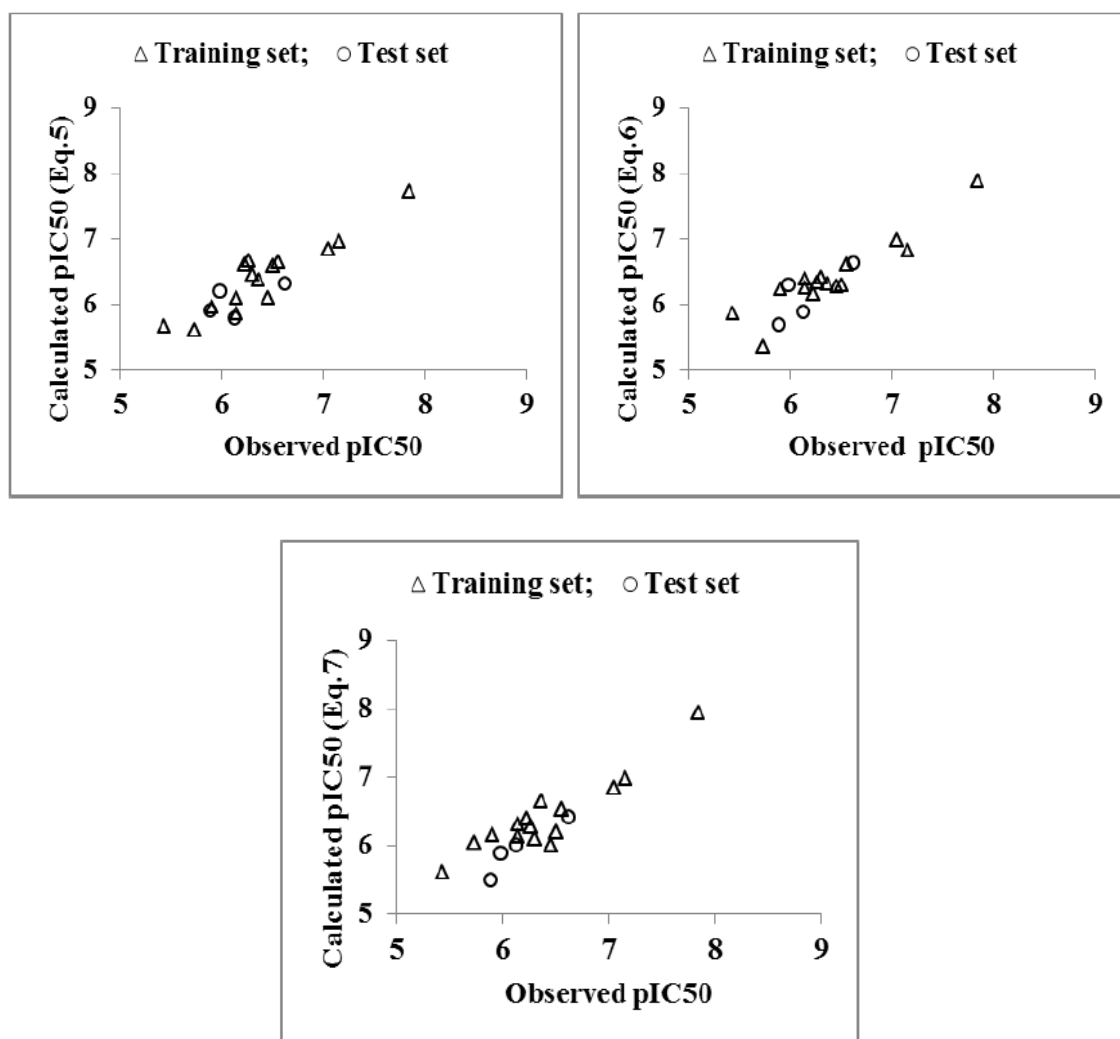 △ Training set; ○ Test set
Calculated pIC50 (Eq.5)
9
8
7
6
5
5 6 7 8 9
Observed pIC50
△ Training set; ○ Test set
Calculated pIC50 (Eq.6)
9
8
7
6
5
5 6 7 8 9
Observed pIC50
△ Training set; ○ Test set
Calculated pIC50 (Eq.7)
9
8
7
6
5
5 6 7 8 9
Observed pIC50